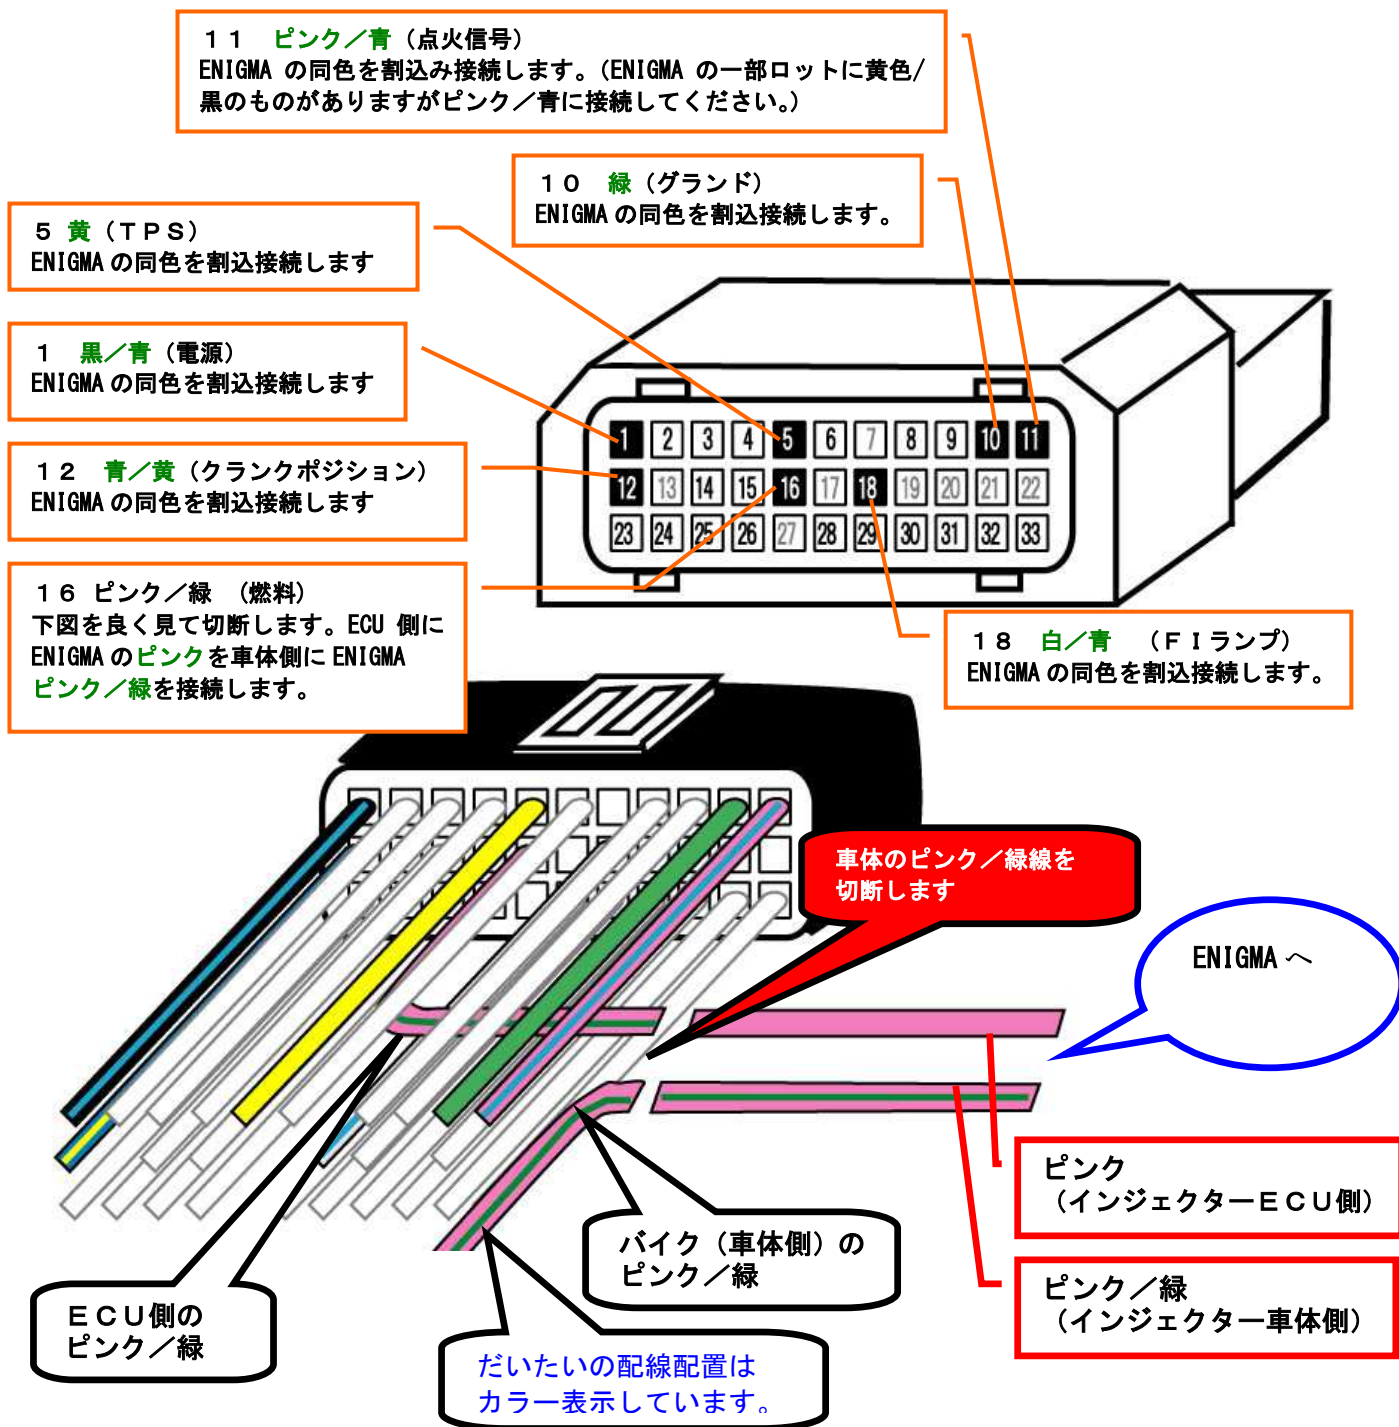 １１　ピンク／青（点火信号）
ENIGMA の同色を割込み接続します。（ENIGMA の一部ロットに黄色/
黒のものがありますがピンク／青に接続してください。）
１０　緑（グランド）
ENIGMA の同色を割込接続します。
５ 黄（ＴＰＳ）
ENIGMA の同色を割込接続します
１　黒／青（電源）
ENIGMA の同色を割込接続します
１２　青／黄（クランクポジション）
ENIGMA の同色を割込接続します
１６ ピンク／緑　（燃料）
下図を良く見て切断します。ECU 側に
ENIGMA のピンクを車体側に ENIGMA
ピンク／緑を接続します。
1 2 3 4 5 6 7 8 9 10 11
12 13 14 15 16 17 18 19 20 21 22
23 24 25 26 27 28 29 30 31 32 33
１８　白／青　（ＦＩランプ）
ENIGMA の同色を割込接続します。
車体のピンク／緑線を
切断します
ENIGMA へ
ピンク
（インジェクターＥＣＵ側）
ピンク／緑
（インジェクター車体側）
バイク（車体側）の
ピンク／緑
ＥＣＵ側の
ピンク／緑
だいたいの配線配置は
カラー表示しています。